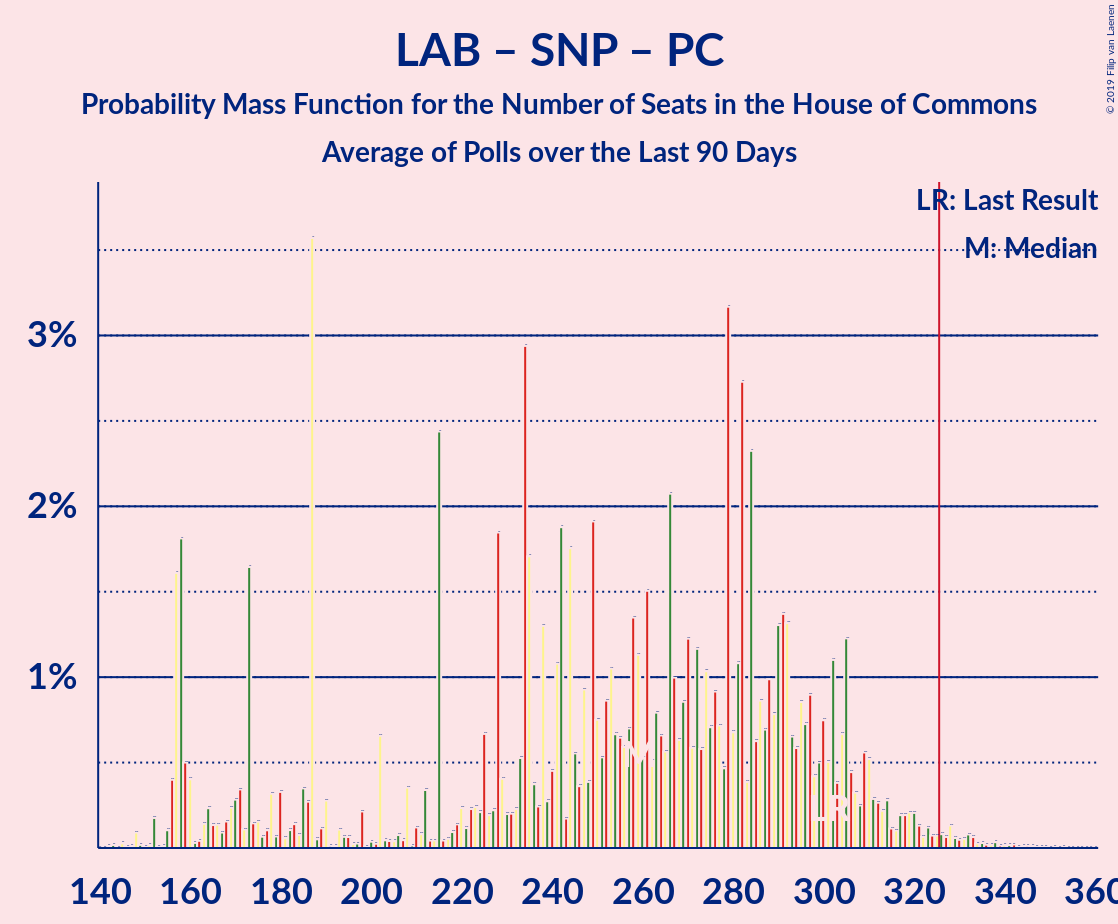 LAB – SNP – PC
Probability Mass Function for the Number of Seats in the House of Commons
Average of Polls over the Last 90 Days
© 2019 Filip van Laenen
LR: Last Result
M: Median
3%
2%
1%
M
LR
140 160 180 200 220 240 260 280 300 320 340 360